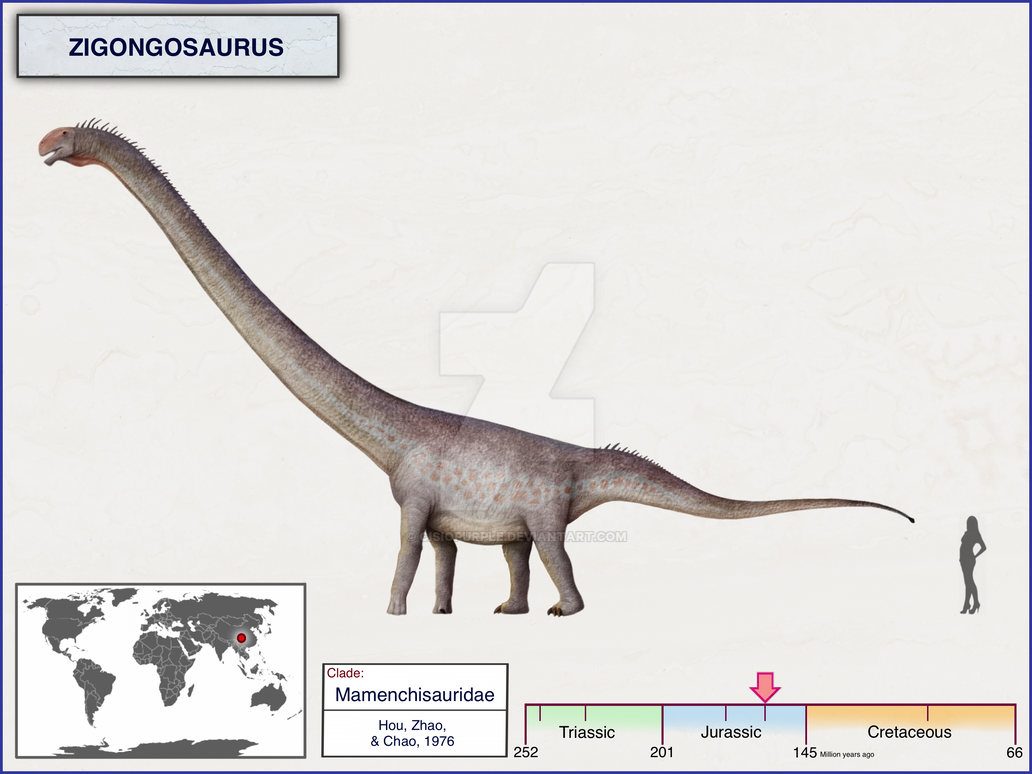 ZIGONGOSAURUS
Clade:
Mamenchisauridae
Hou, Zhao,
& Chao, 1976
Triassic
Jurassic
Cretaceous
252
201
145
Million years ago
66